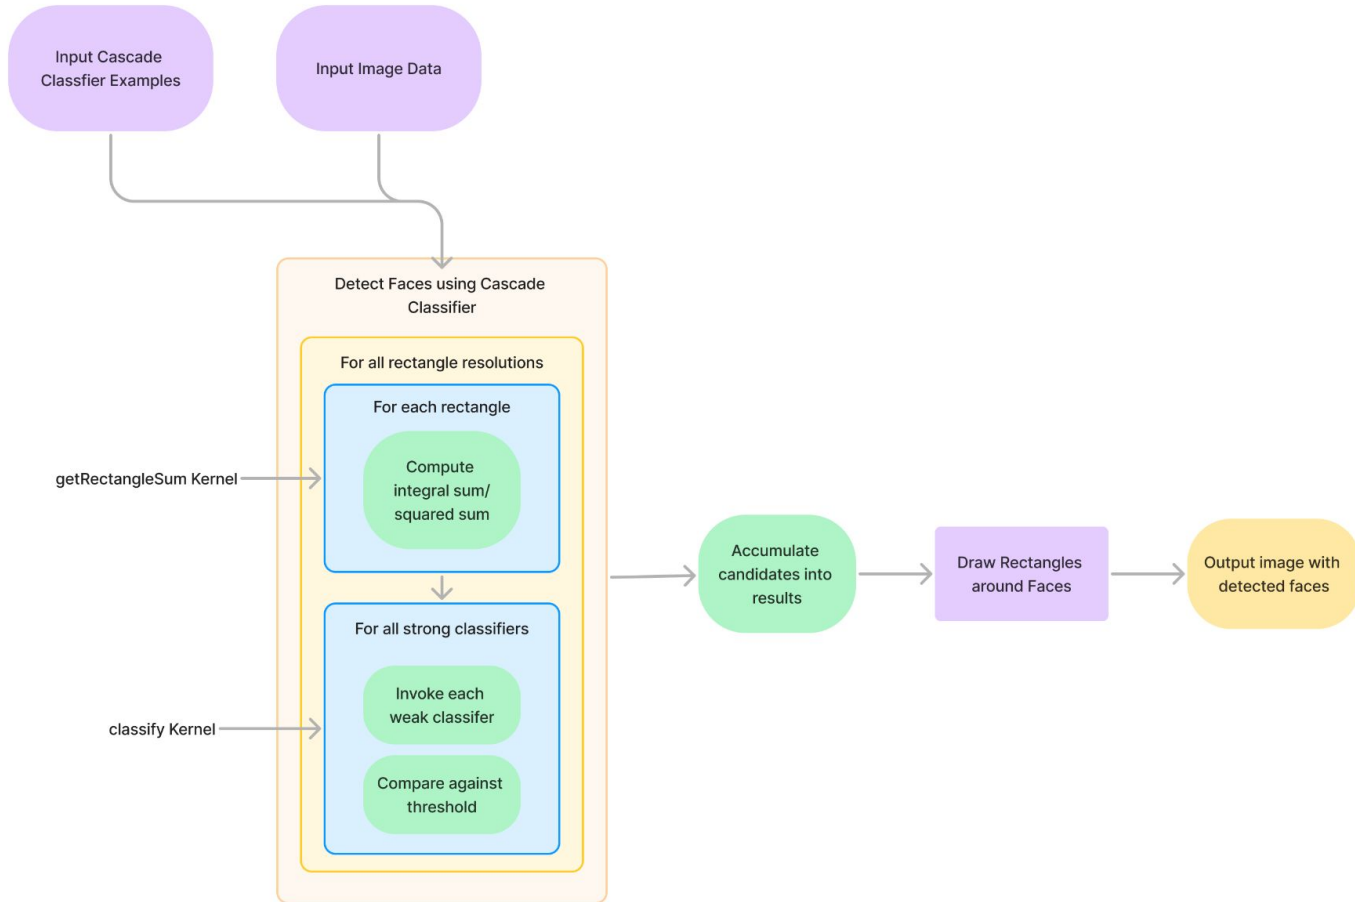 Input Cascade
Classfier Examples
Input Image Data
Detect Faces using Cascade
Classifier
For all rectangle resolutions
For each rectangle
Compute
integral sum/
squared sum
getRectangleSum Kernel
For all strong classifiers
Invoke each
weak classifer
classify Kernel
Compare against
threshold
Accumulate
candidates into
results
Draw Rectangles
around Faces
Output image with
detected faces